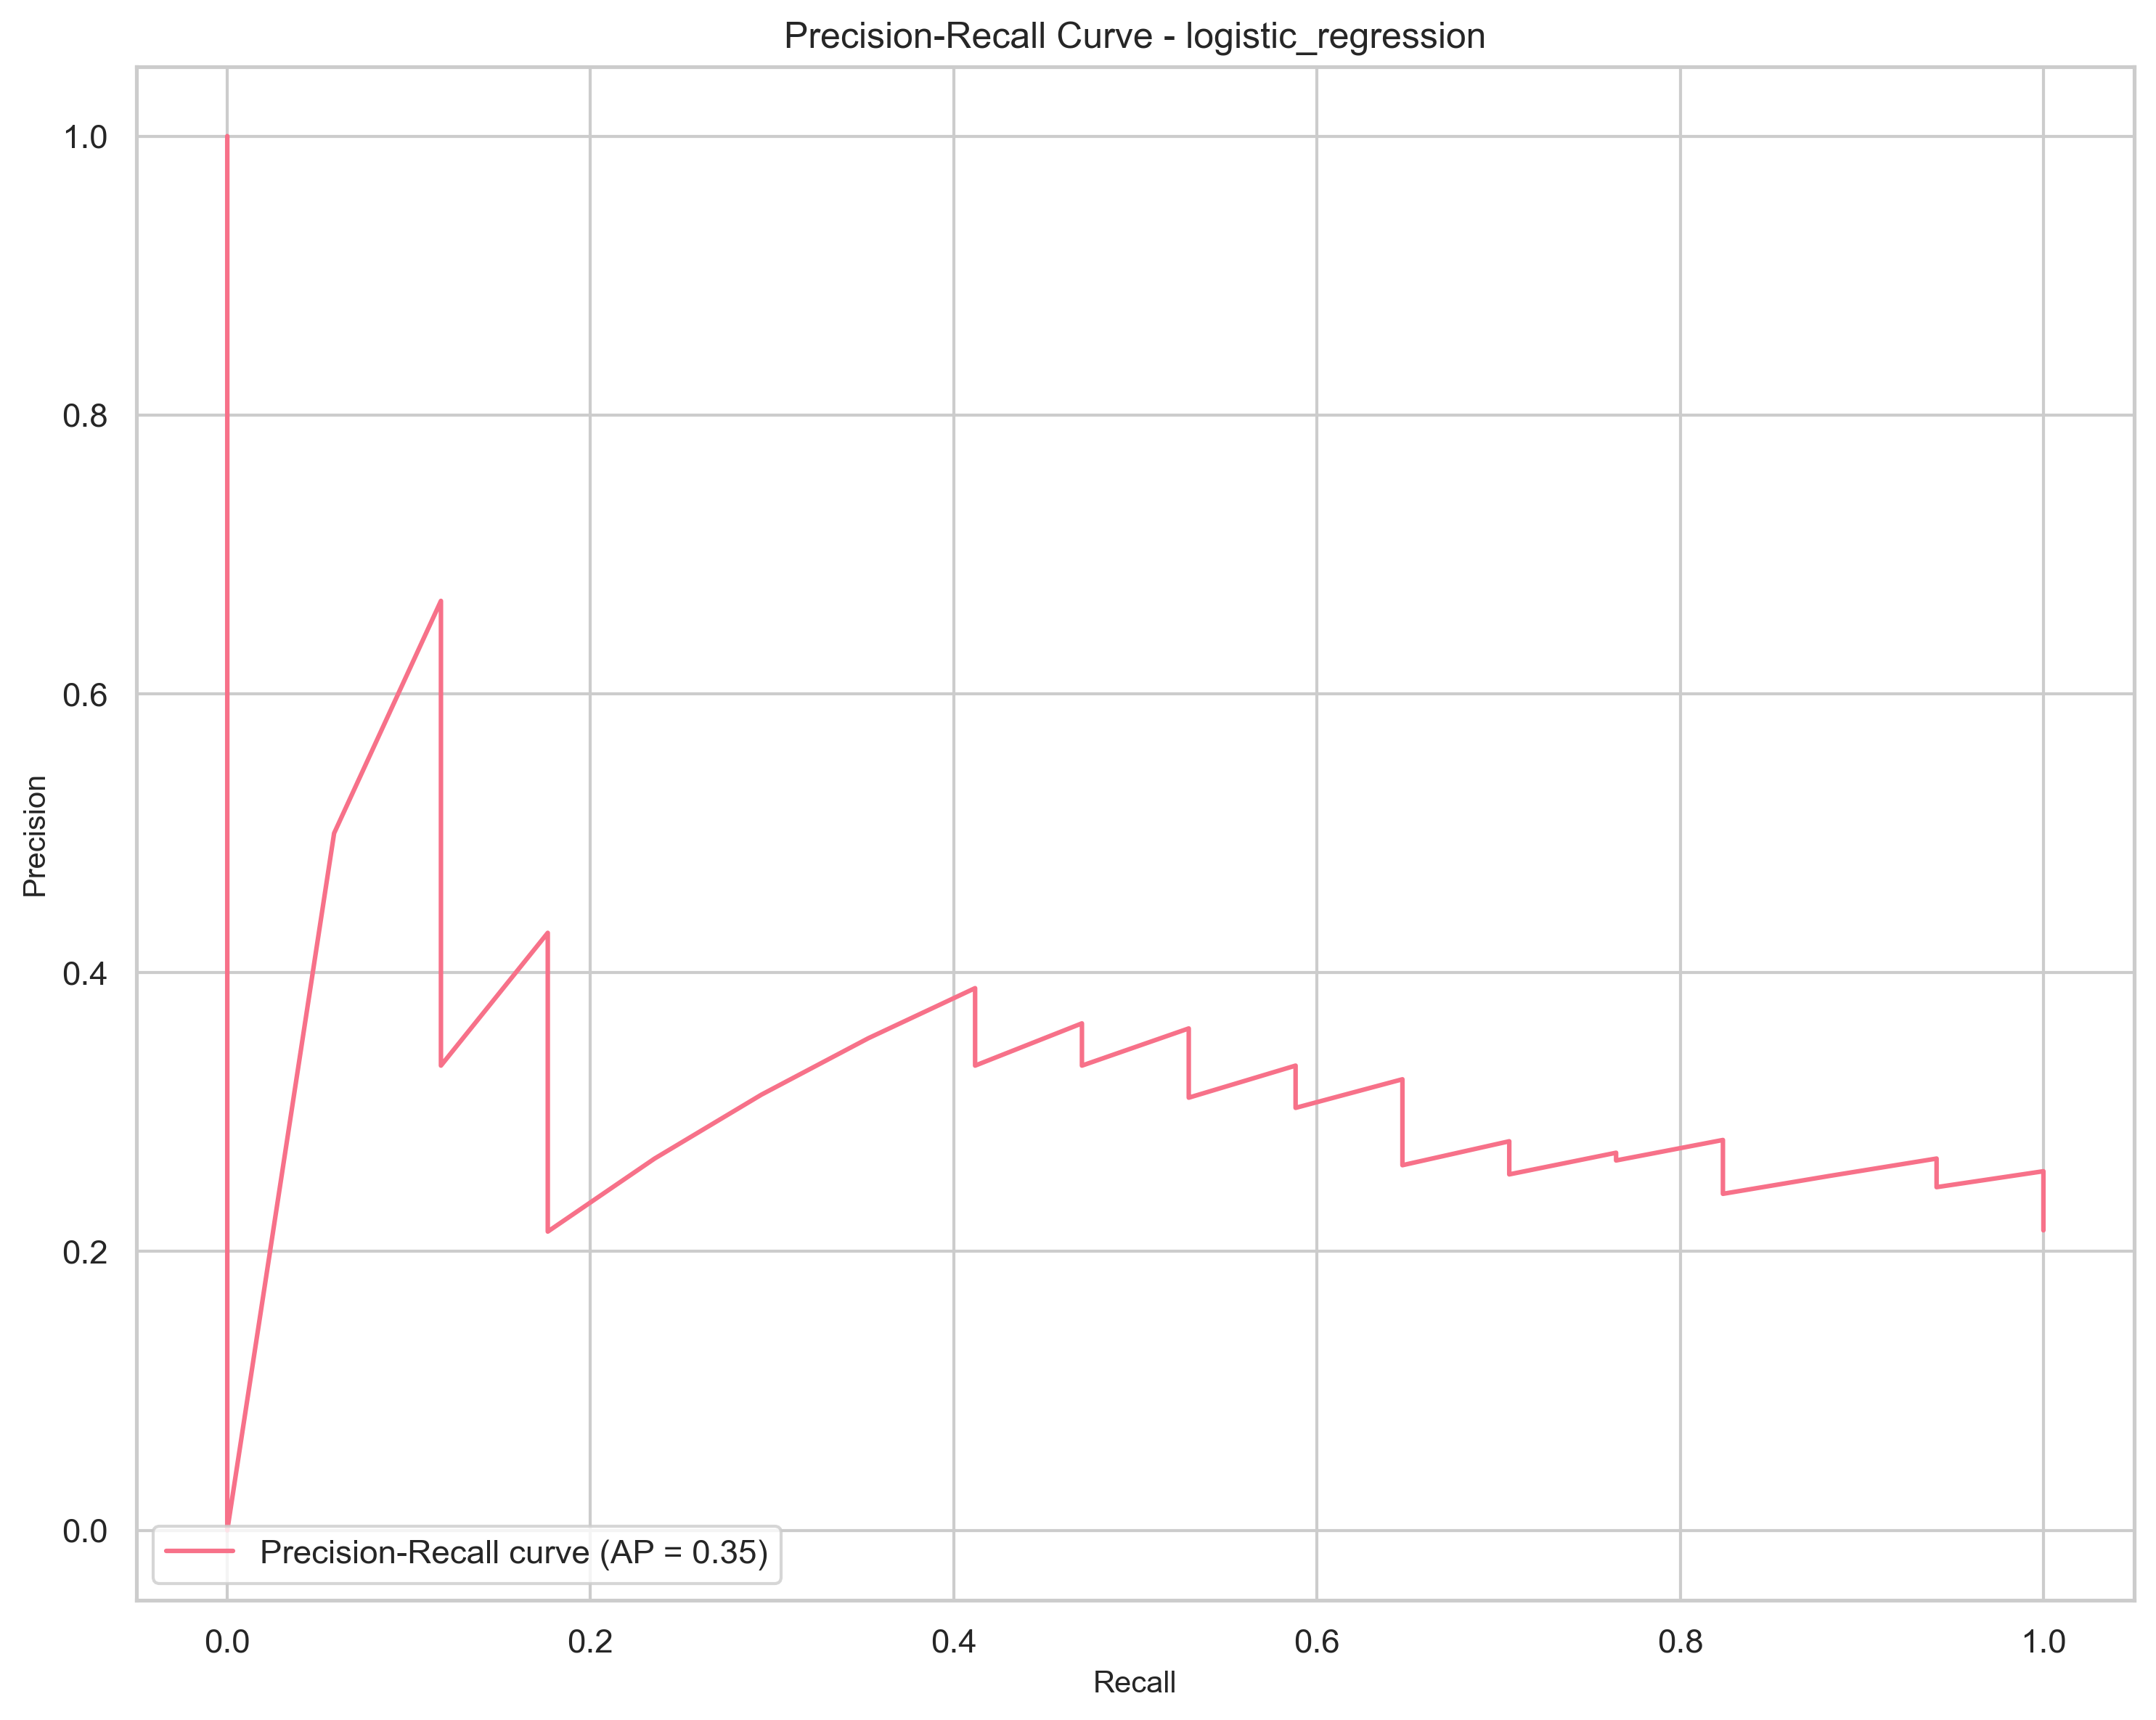 Precision-Recall Curve - logistic_regression
1.0
0.8
0.6
0.4
0.2
0.0
Precision
Precision-Recall curve (AP = 0.35)
0.0 0.2 0.4 0.6 0.8 1.0
Recall